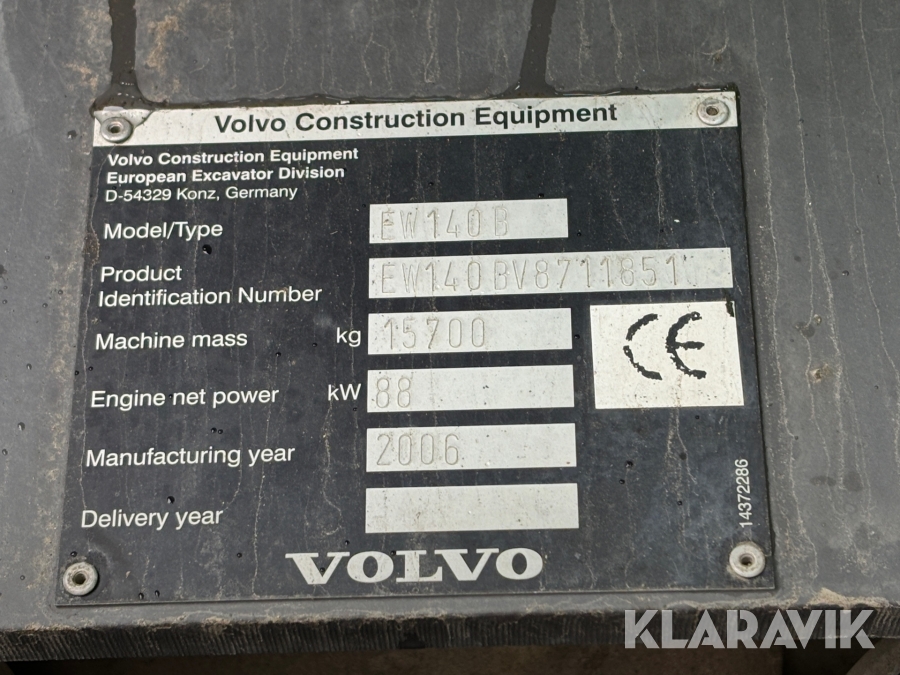 Volvo Construction Equipment
Volvo Construction Equipment
European Excavator Division
D-54329 Konz, Germany
Model/Type EW140B
Product
Identification Number EW140BV8711851
Machine mass kg 15700
CE
Engine net power kW 88
Manufacturing year 2006
Delivery year
14372286
VOLVO
KLARAVIK